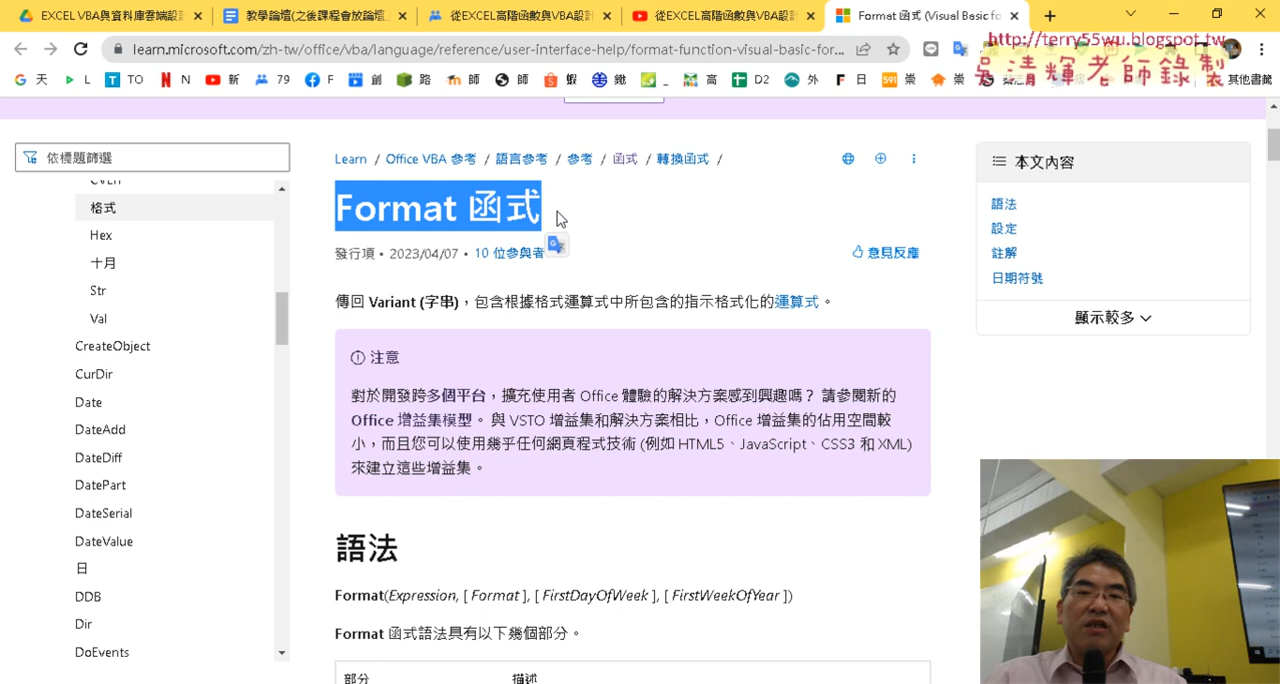 EXCEL VBA與資料庫雲端設計
教學論壇(之後課程會放論壇
從EXCEL高階函數與VBA設計
從EXCEL高階函數與VBA設計
Format 函式 (Visual Basic fo
learn.microsoft.com/zh-tw/office/vba/language/reference/user-interface-help/format-function-visual-basic-for...
http://terry55wu.blogspot.tw
吳清輝老師錄製
天 L TO N 新 79 F 創 路 師 師 蝦 高 D2 外 日 崇 崇 其他書籤
依標題篩選
格式
Hex
十月
Str
Val
CreateObject
CurDir
Date
DateAdd
DateDiff
DatePart
DateSerial
DateValue
日
DDB
Dir
DoEvents
Learn / Office VBA 參考 / 語言參考 / 參考 / 函式 / 轉換函式 /
Format 函式
發行項 • 2023/04/07 • 10 位參與者
意見反應
傳回 Variant (字串)，包含根據格式運算式中所包含的指示格式化的運算式。
注意
對於開發跨多個平台，擴充使用者 Office 體驗的解決方案感到興趣嗎？ 請參閱新的
Office 增益集模型。 與 VSTO 增益集和解決方案相比，Office 增益集的佔用空間較
小，而且您可以使用幾乎任何網頁程式技術 (例如 HTML5、JavaScript、CSS3 和 XML)
來建立這些增益集。
語法
Format(Expression, [ Format ], [ FirstDayOfWeek ], [ FirstWeekOfYear ])
Format 函式語法具有以下幾個部分。
部分 描述
本文內容
語法
設定
註解
日期符號
顯示較多